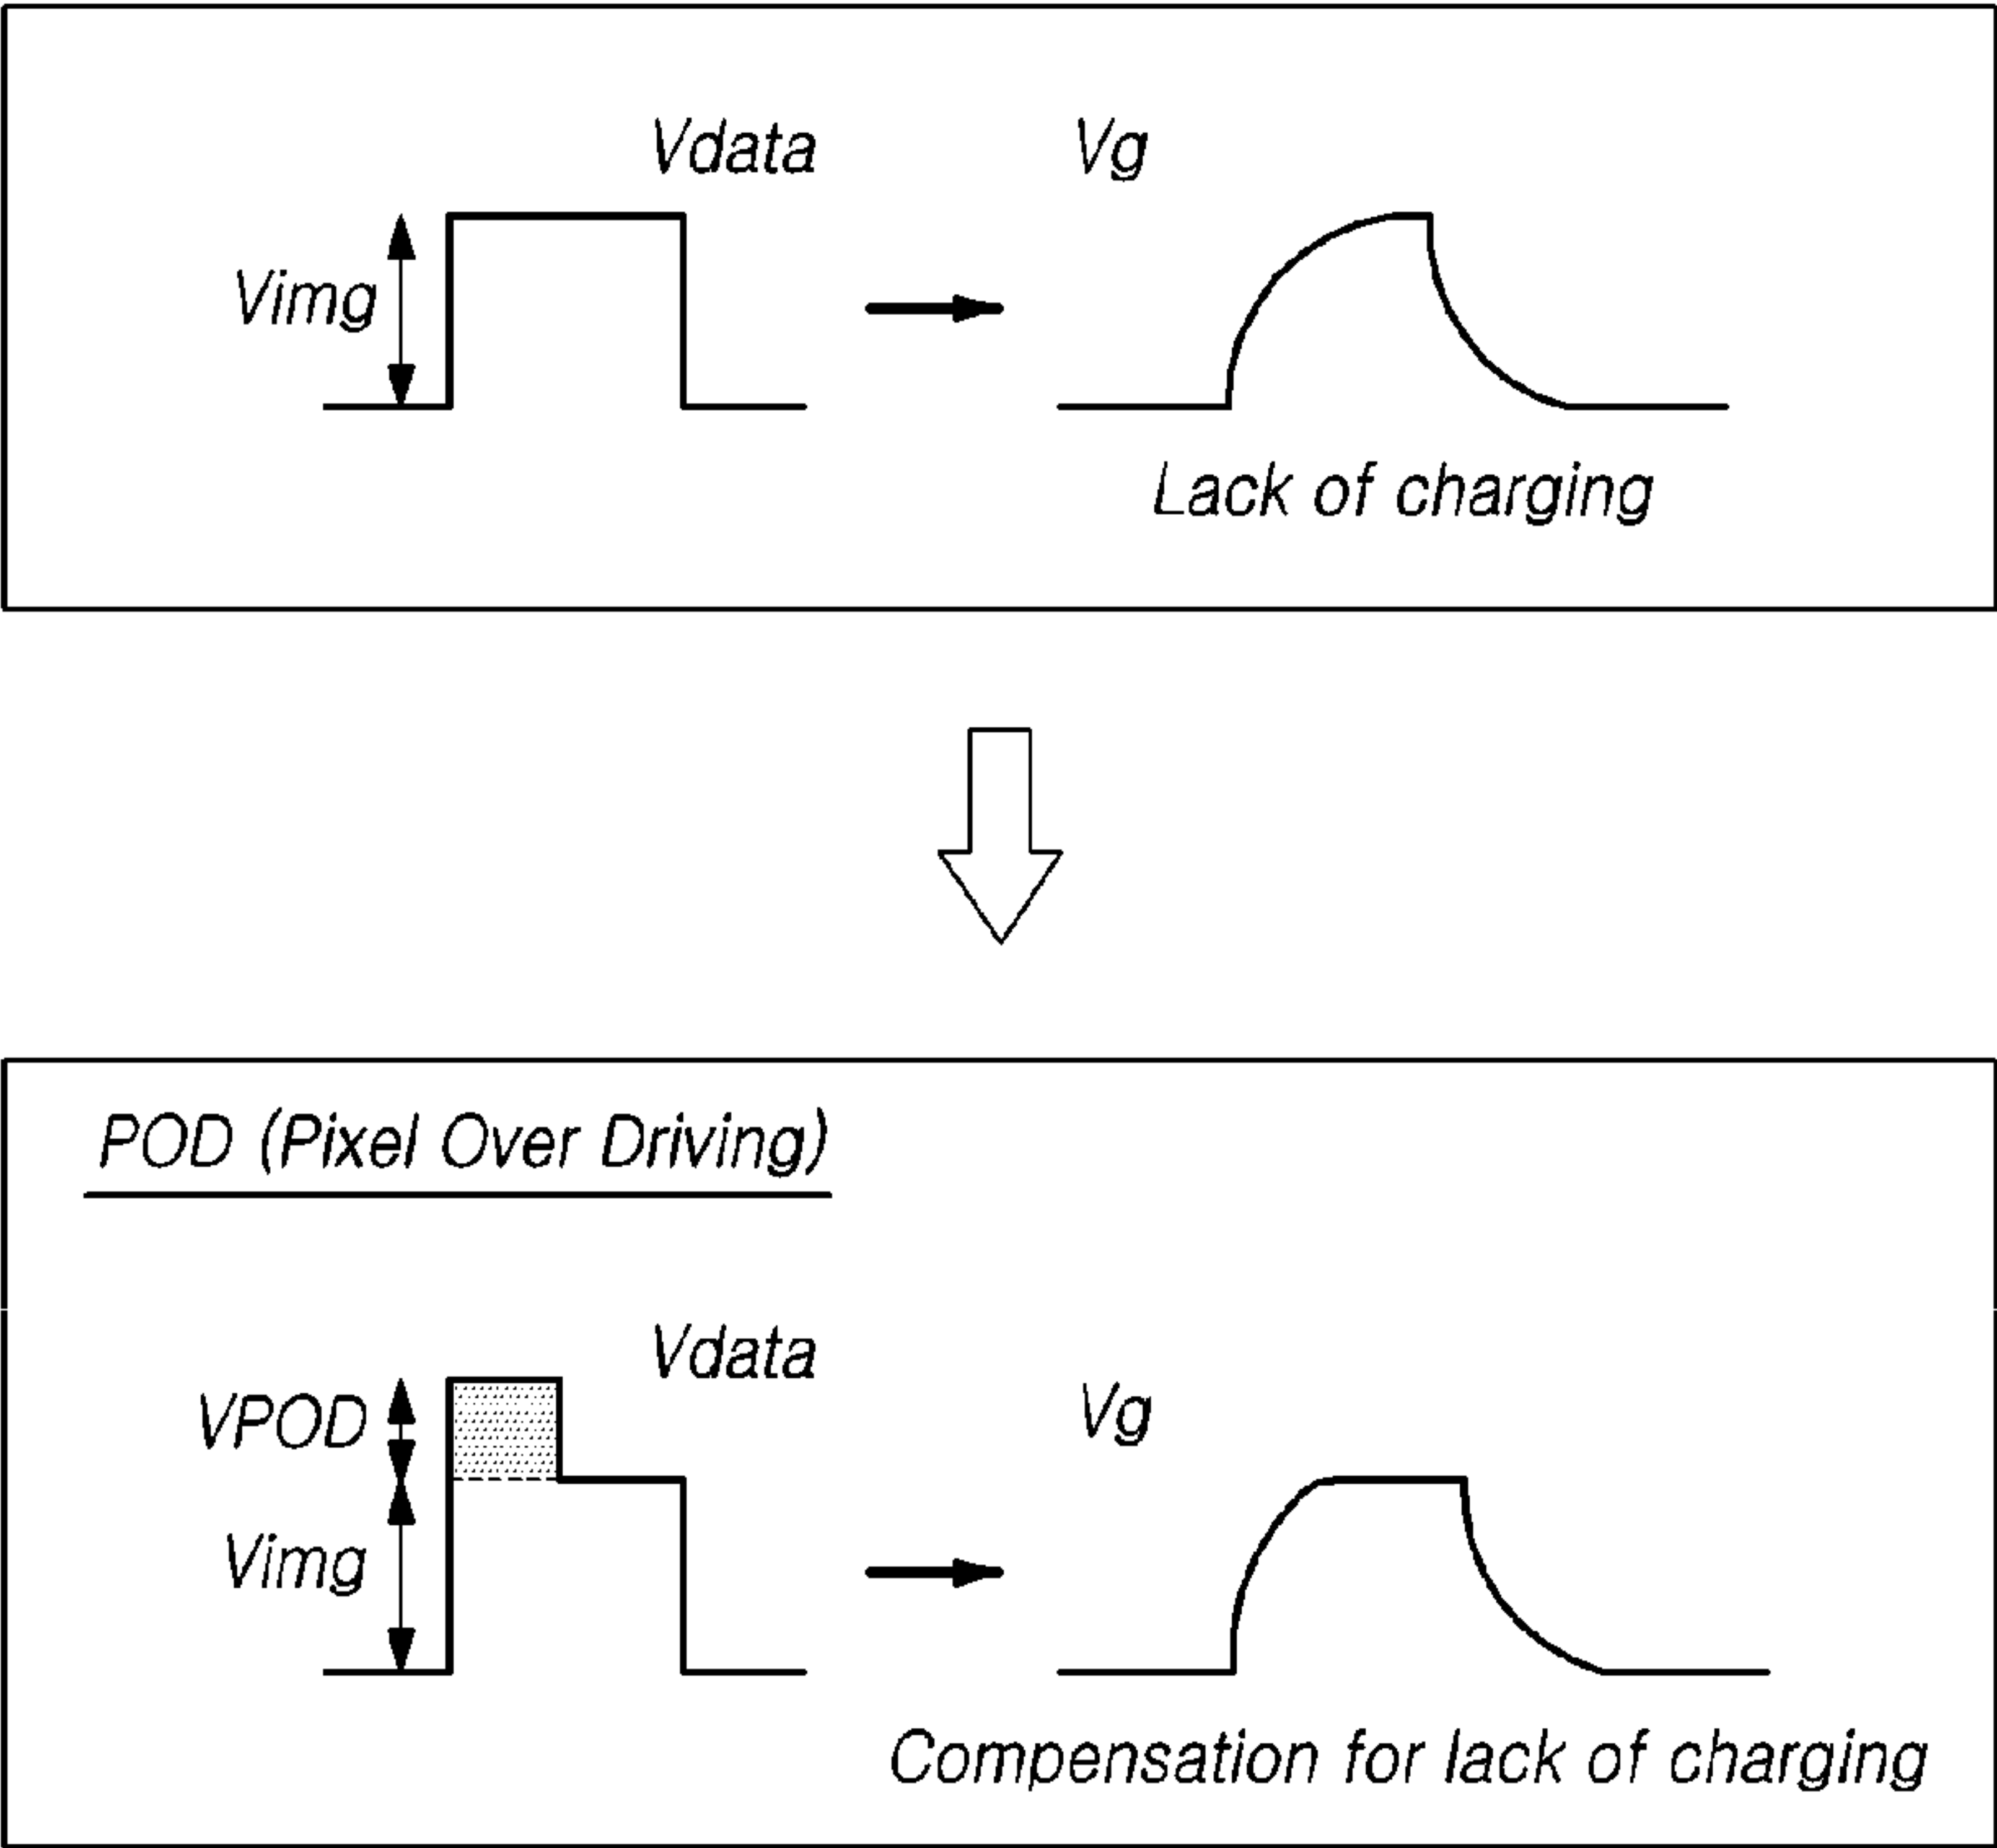 Vdata
Vg
Vimg
Lack of charging
POD (Pixel Over Driving)
Vdata
VPOD
Vg
Vimg
Compensation for lack of charging